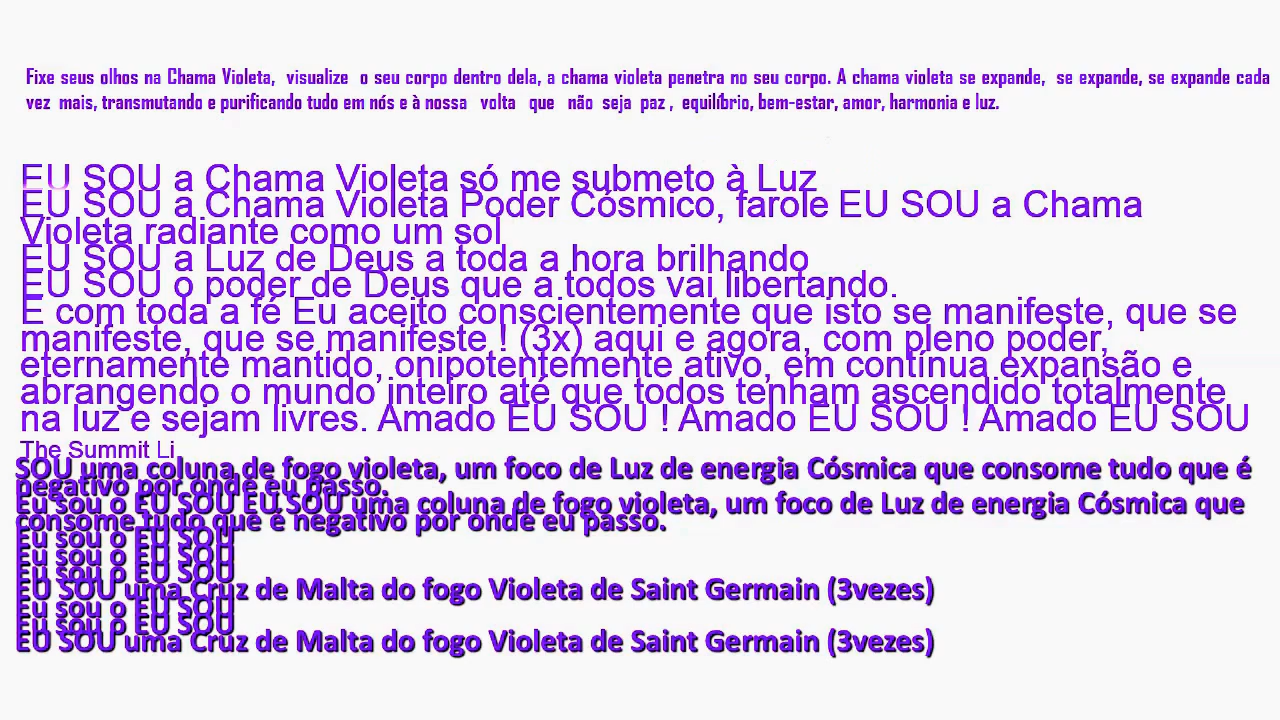 Fixe seus olhos na Chama Violeta, visualize o seu corpo dentro dela, a chama violeta penetra no seu corpo. A chama violeta se expande, se expande, se expande cada
vez mais, transmutando e purificando tudo em nós e à nossa volta que não seja paz , equilíbrio, bem-estar, amor, harmonia e luz.
EU SOU a Chama Violeta só me submeto à Luz
EU SOU a Chama Violeta Poder Cósmico, farole EU SOU a Chama
Violeta radiante como um sol
EU SOU a Luz de Deus a toda a hora brilhando
EU SOU o poder de Deus que a todos vai libertando.
E com toda a fé Eu aceito conscientemente que isto se manifeste, que se
manifeste, que se manifeste ! (3x) aqui e agora, com pleno poder,
eternamente mantido, onipotentemente ativo, em contínua expansão e
abrangendo o mundo inteiro até que todos tenham ascendido totalmente
na luz e sejam livres. Amado EU SOU ! Amado EU SOU ! Amado EU SOU
The Summit Li
SOU uma coluna de fogo violeta, um foco de Luz de energia Cósmica que consome tudo que é
negativo por onde eu passo.
Eu sou o EU SOU EU SOU uma coluna de fogo violeta, um foco de Luz de energia Cósmica que
consome tudo que é negativo por onde eu passo.
Eu sou o EU SOU
Eu sou o EU SOU
Eu sou o EU SOU
EU SOU uma Cruz de Malta do fogo Violeta de Saint Germain (3vezes)
Eu sou o EU SOU
Eu sou o EU SOU
EU SOU uma Cruz de Malta do fogo Violeta de Saint Germain (3vezes)